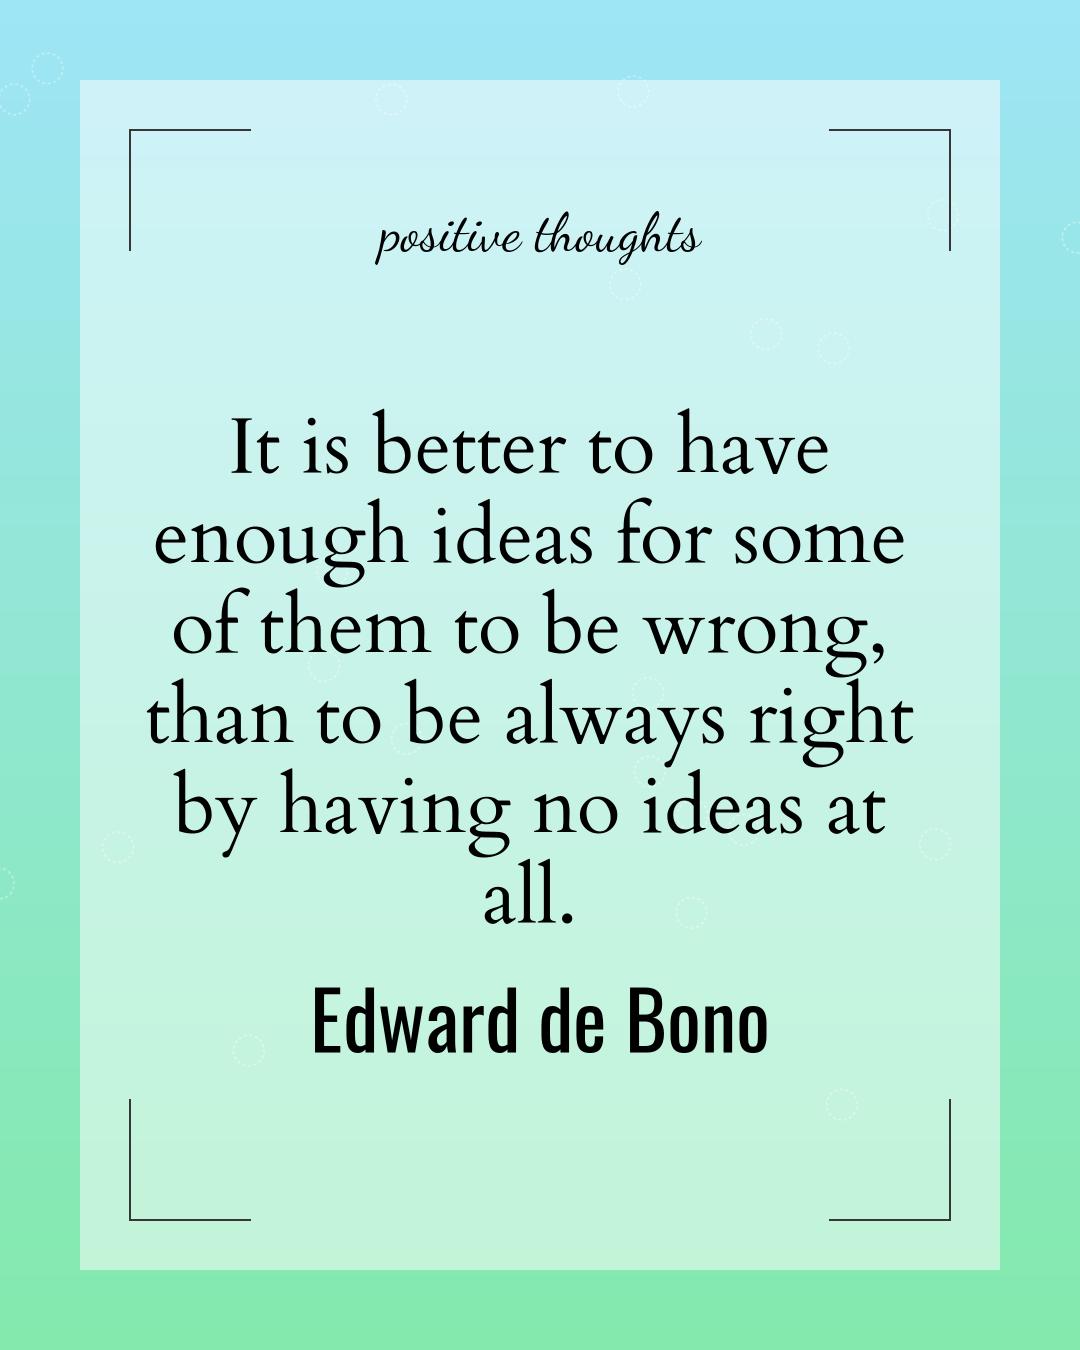 positive thoughts
It is better to have
enough ideas for some
of them to be wrong,
than to be always right
by having no ideas at
all.
Edward de Bono